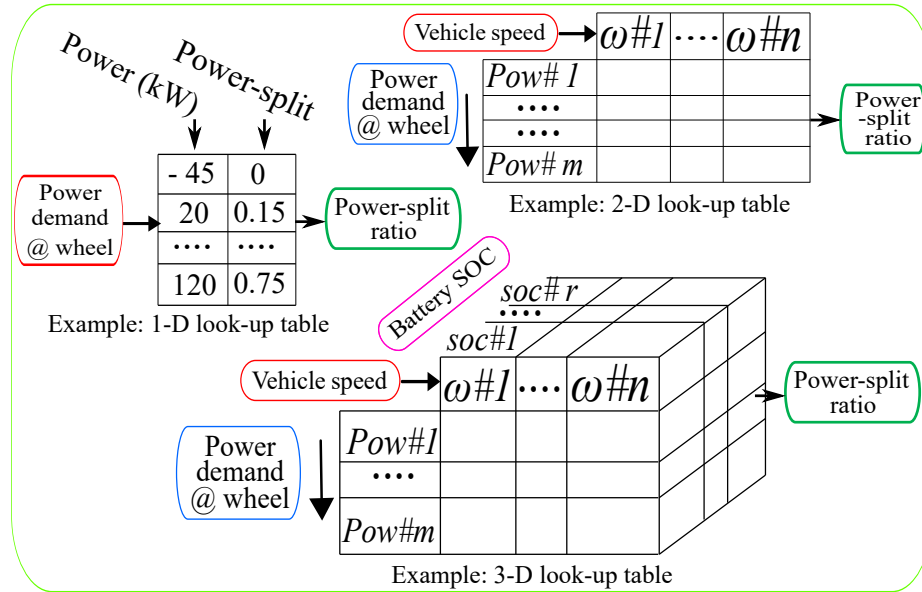 Power (kW)
Power-split
Power
demand
@ wheel
- 45 0
20 0.15
.... ....
120 0.75
Power-split
ratio
Example: 1-D look-up table
Vehicle speed
ω#1 .... ω#n
Power
demand
@ wheel
Pow# 1
....
....
Pow# m
Power
-split
ratio
Example: 2-D look-up table
Battery SOC
soc# r
....
soc#1
Vehicle speed
ω#1 .... ω#n
Power
demand
@ wheel
Pow#1
....
Pow#m
Power-split
ratio
Example: 3-D look-up table